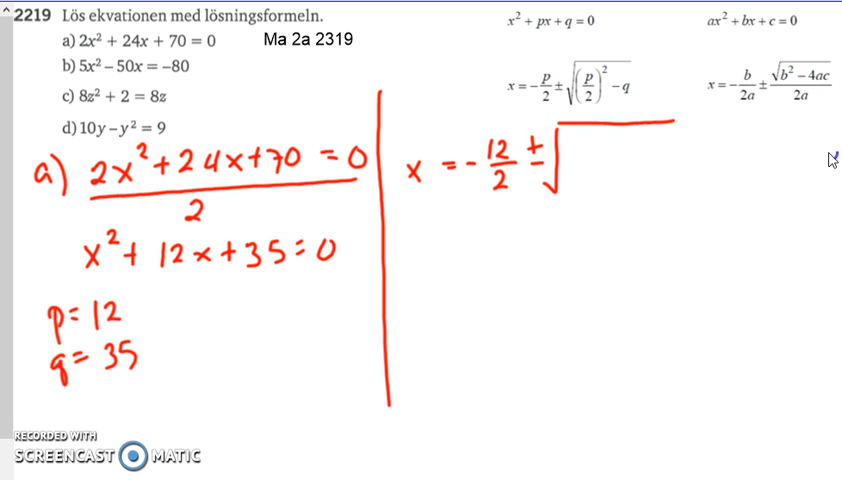 2219 Lös ekvationen med lösningsformeln.
a) 2x² + 24x + 70 = 0
Ma 2a 2319
b) 5x² – 50x = –80
c) 8z² + 2 = 8z
d) 10y – y² = 9
x² + px + q = 0
x = – p/2 ± √((p/2)² – q)
ax² + bx + c = 0
x = – b/2a ± √(b² – 4ac)/2a
a) 2x² + 24x + 70 = 0
2
x² + 12x + 35 = 0
p = 12
q = 35
x = – 12/2 ± √
RECORDED WITH
SCREENCAST MATIC